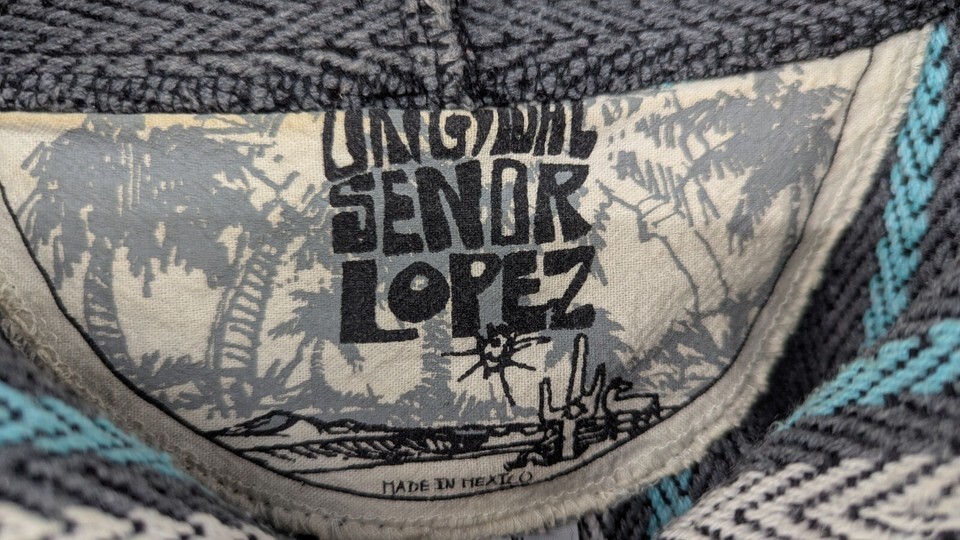 ORIGINAL
SENOR
LOPEZ
MADE IN MEXICO